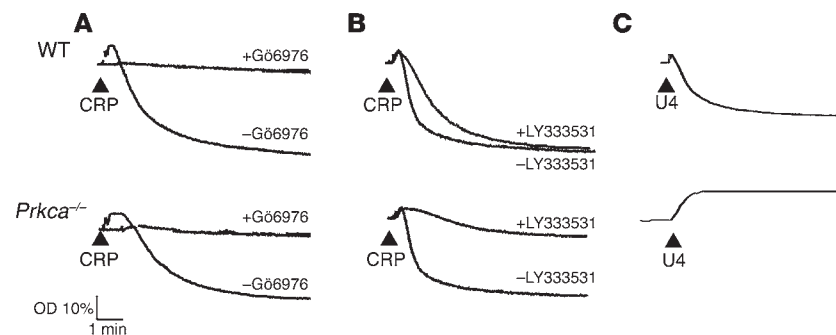 A
B
C
WT
+Gö6976
CRP
−Gö6976
CRP
+LY333531
−LY333531
U4
Prkca−/−
+Gö6976
CRP
−Gö6976
+LY333531
CRP
−LY333531
U4
OD 10%
1 min